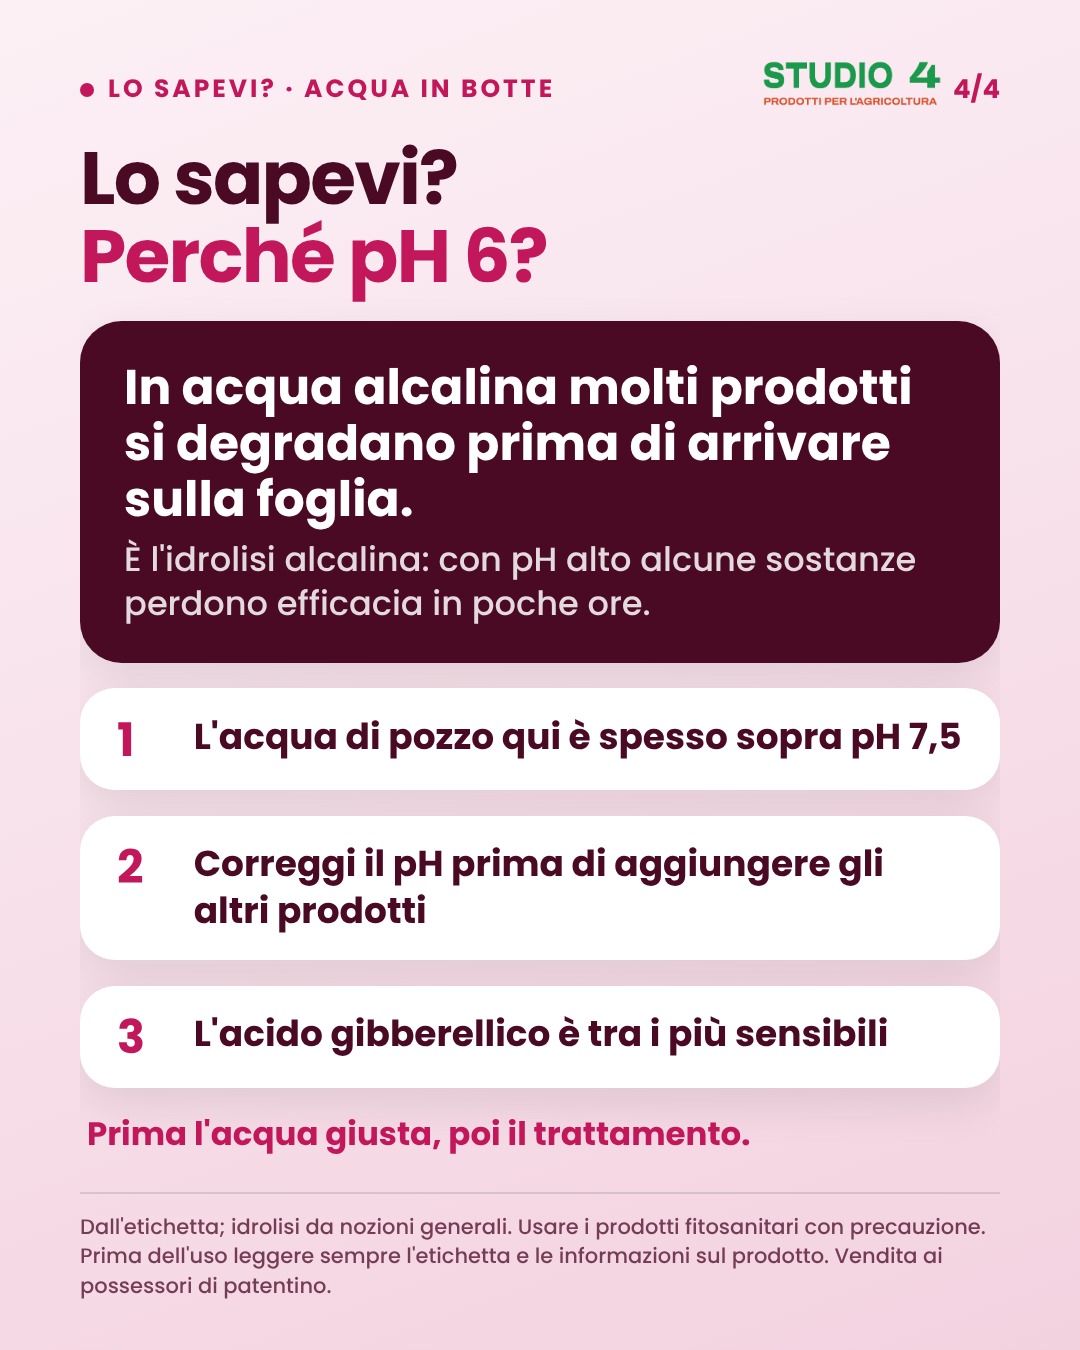 LO SAPEVI? · ACQUA IN BOTTE
STUDIO 4
PRODOTTI PER L'AGRICOLTURA
4/4
Lo sapevi?
Perché pH 6?
In acqua alcalina molti prodotti
si degradano prima di arrivare
sulla foglia.
È l'idrolisi alcalina: con pH alto alcune sostanze
perdono efficacia in poche ore.
1 L'acqua di pozzo qui è spesso sopra pH 7,5
2 Correggi il pH prima di aggiungere gli
altri prodotti
3 L'acido gibberellico è tra i più sensibili
Prima l'acqua giusta, poi il trattamento.
Dall'etichetta; idrolisi da nozioni generali. Usare i prodotti fitosanitari con precauzione.
Prima dell'uso leggere sempre l'etichetta e le informazioni sul prodotto. Vendita ai
possessori di patentino.